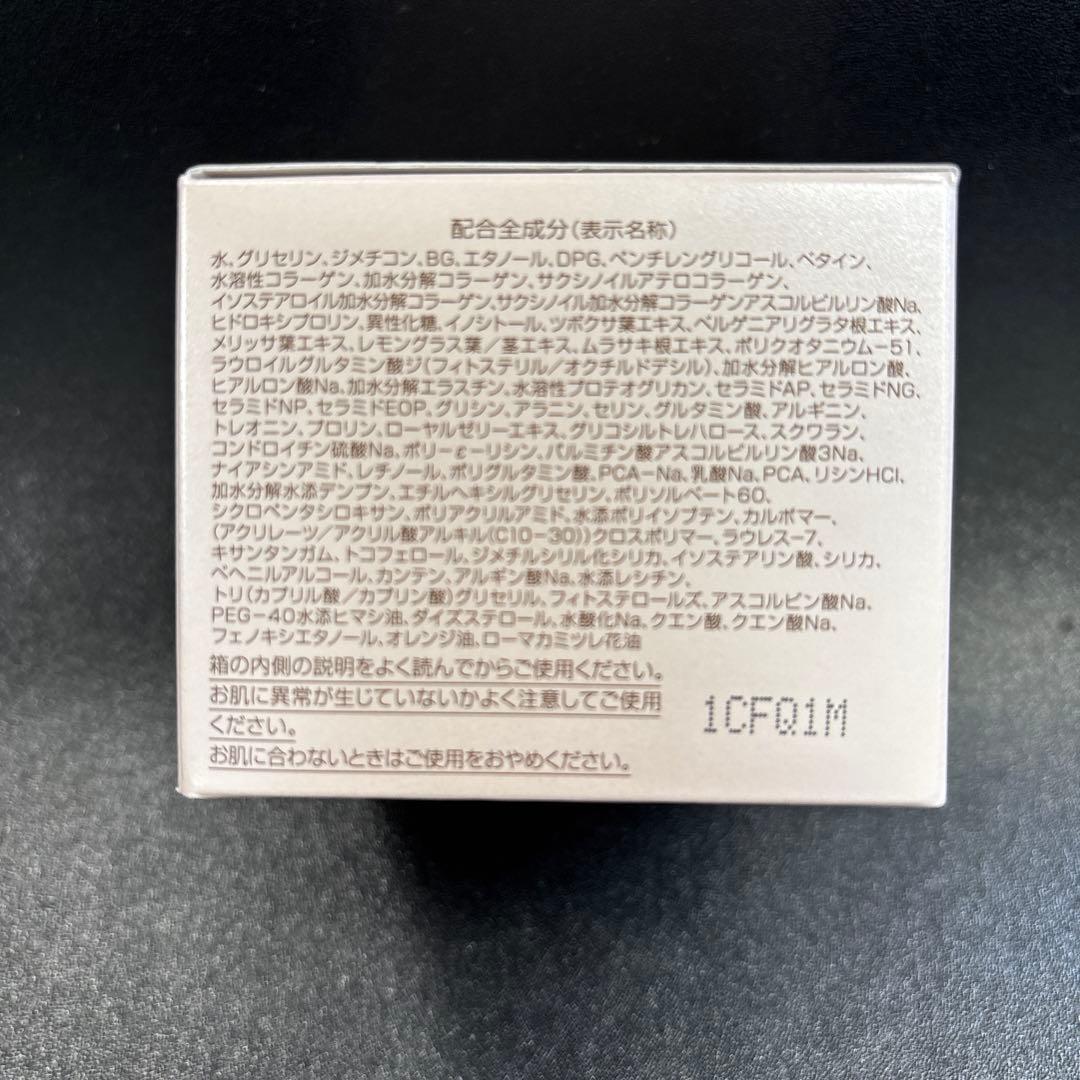 配合全成分(表示名称)
水、グリセリン、ジメチコン、BG、エタノール、DPG、ペンチレングリコール、ベタイン、
水溶性コラーゲン、加水分解コラーゲン、サクシノイルアテロコラーゲン、
イソステアロイル加水分解コラーゲン、サクシノイル加水分解コラーゲンアスコルビルリン酸Na、
ヒドロキシプロリン、異性化糖、イノシトール、ツボクサ葉エキス、ベルゲニアリグラタ根エキス、
メリッサ葉エキス、レモングラス葉/茎エキス、ムラサキ根エキス、ポリクオタニウム-51、
ラウロイルグルタミン酸ジ(フィトステリル/オクチルドデシル)、加水分解ヒアルロン酸、
ヒアルロン酸Na、加水分解エラスチン、水溶性プロテオグリカン、セラミドAP、セラミドNG、
セラミドNP、セラミドEOP、グリシン、アラニン、セリン、グルタミン酸、アルギニン、
トレオニン、プロリン、ローヤルゼリーエキス、グリコシルトレハロース、スクワラン、
コンドロイチン硫酸Na、ポリ-ε-リシン、パルミチン酸アスコルビルリン酸3Na、
ナイアシンアミド、レチノール、ポリグルタミン酸、PCA-Na、乳酸Na、PCA、リシンHCl、
加水分解水添デンプン、エチルヘキシルグリセリン、ポリソルベート60、
シクロペンタシロキサン、ポリアクリルアミド、水添ポリイソブテン、カルボマー、
(アクリレーツ/アクリル酸アルキル(C10-30))クロスポリマー、ラウレス-7、
キサンタンガム、トコフェロール、ジメチルシリル化シリカ、イソステアリン酸、シリカ、
ベヘニルアルコール、カンテン、アルギン酸Na、水添レシチン、
トリ(カプリル酸/カプリン酸)グリセリル、フィトステロールズ、アスコルビン酸Na、
PEG-40水添ヒマシ油、ダイズステロール、水酸化Na、クエン酸、クエン酸Na、
フェノキシエタノール、オレンジ油、ローマカミツレ花油
箱の内側の説明をよく読んでからご使用ください。
お肌に異常が生じていないかよく注意してご使用
ください。
お肌に合わないときはご使用をおやめください。
1CFQ1M